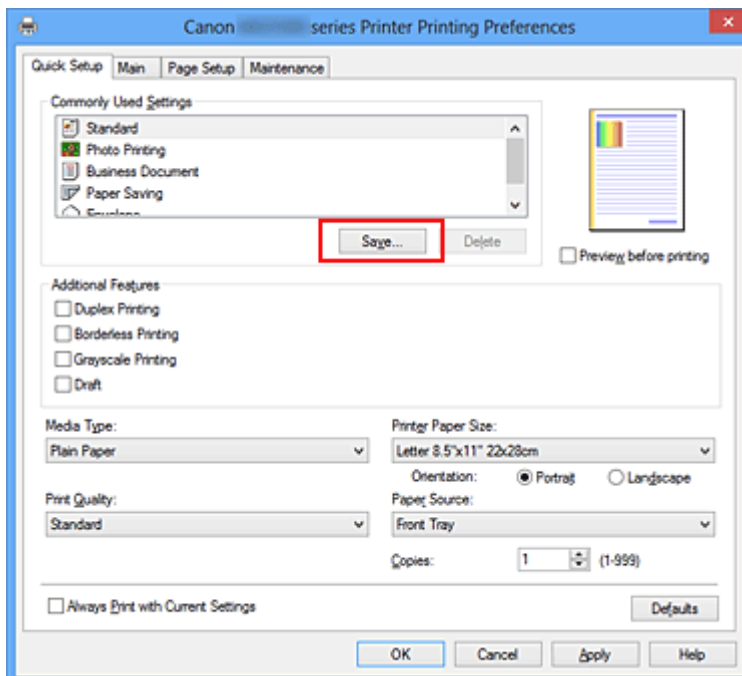 Canon series Printer Printing Preferences
Quick Setup Main Page Setup Maintenance
Commonly Used Settings
Standard
Photo Printing
Business Document
Paper Saving
Envelope
Save... Delete
Preview before printing
Additional Features
Duplex Printing
Borderless Printing
Grayscale Printing
Draft
Media Type:
Plain Paper
Printer Paper Size:
Letter 8.5"x11" 22x28cm
Orientation: Portrait Landscape
Print Quality:
Standard
Paper Source:
Front Tray
Copies: 1 (1-999)
Always Print with Current Settings
Defaults
OK Cancel Apply Help